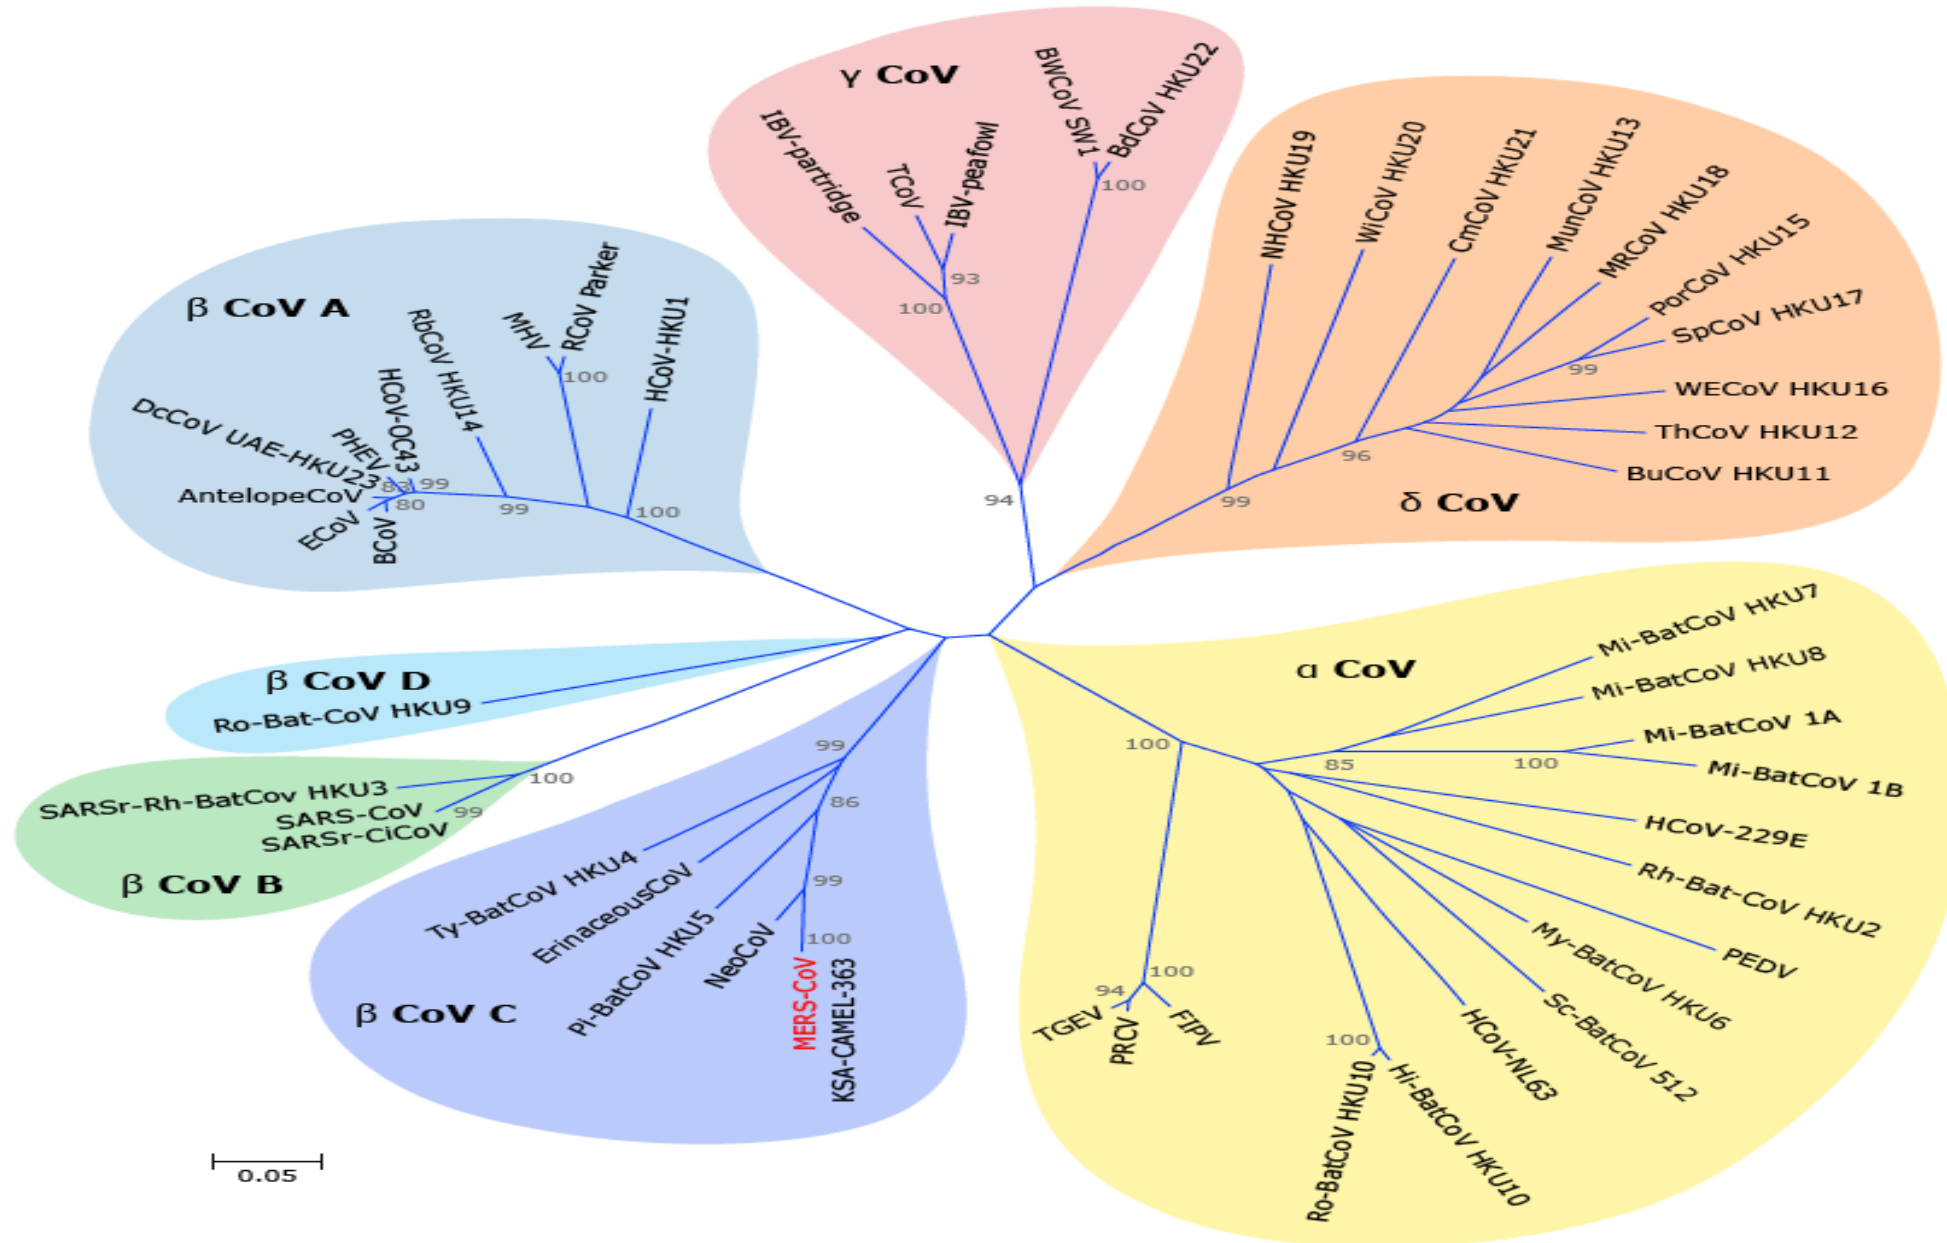 γ CoV
IBV-partridge
TCoV
IBV-peafowl
BWCoV SW1
BdCoV HKU22
93
100
100
94
NHCoV HKU19
WiCoV HKU20
CmCoV HKU21
MunCoV HKU13
MRCoV HKU18
PorCoV HKU15
SpCoV HKU17
WECoV HKU16
ThCoV HKU12
BuCoV HKU11
99
96
99
δ CoV
β CoV A
DcCoV UAE-HKU23
PHEV
HCoV-OC43
RbCoV HKU14
MHV
RCoV Parker
HCoV-HKU1
AntelopeCoV
ECoV
BCoV
83
99
80
99
100
100
β CoV D
Ro-Bat-CoV HKU9
SARSr-Rh-BatCov HKU3
SARS-CoV
SARSr-CiCoV
100
99
β CoV B
99
86
99
100
Ty-BatCoV HKU4
ErinaceousCoV
Pi-BatCoV HKU5
NeoCoV
MERS-CoV
KSA-CAMEL-363
β CoV C
α CoV
Mi-BatCoV HKU7
Mi-BatCoV HKU8
Mi-BatCoV 1A
Mi-BatCoV 1B
HCoV-229E
Rh-Bat-CoV HKU2
PEDV
My-BatCoV HKU6
Sc-BatCoV 512
HCoV-NL63
Hi-BatCoV HKU10
Ro-BatCoV HKU10
FIPV
PRCV
TGEV
100
85
100
100
94
100
0.05